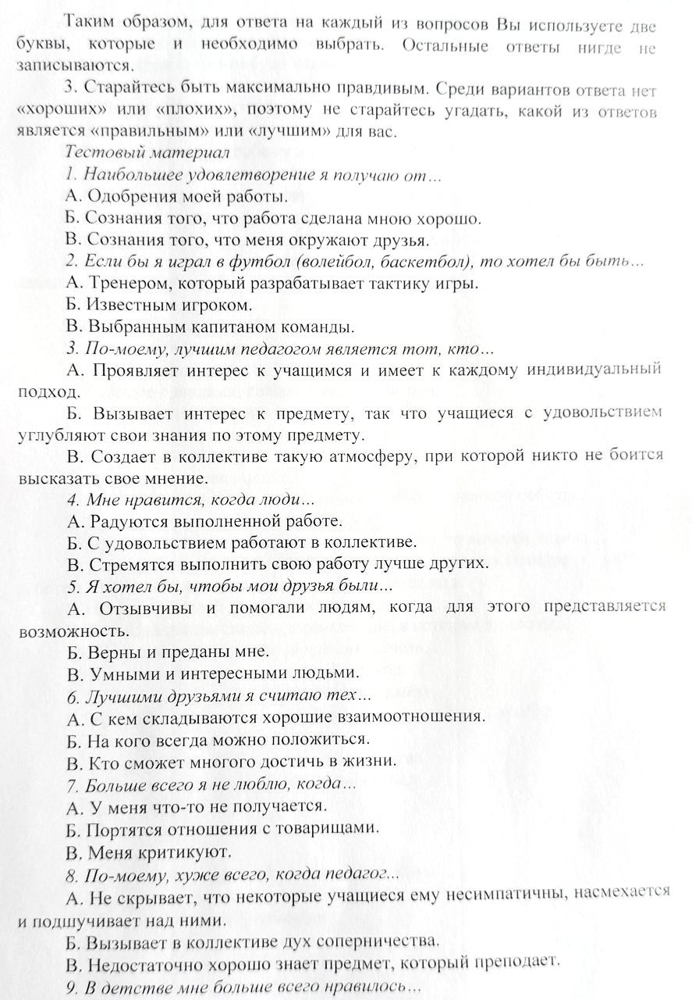 Таким образом, для ответа на каждый из вопросов Вы используете две
буквы, которые и необходимо выбрать. Остальные ответы нигде не
записываются.
3. Старайтесь быть максимально правдивым. Среди вариантов ответа нет
«хороших» или «плохих», поэтому не старайтесь угадать, какой из ответов
является «правильным» или «лучшим» для вас.
Тестовый материал
1. Наибольшее удовлетворение я получаю от…
А. Одобрения моей работы.
Б. Сознания того, что работа сделана мною хорошо.
В. Сознания того, что меня окружают друзья.
2. Если бы я играл в футбол (волейбол, баскетбол), то хотел бы быть…
А. Тренером, который разрабатывает тактику игры.
Б. Известным игроком.
В. Выбранным капитаном команды.
3. По-моему, лучшим педагогом является тот, кто…
А. Проявляет интерес к учащимся и имеет к каждому индивидуальный
подход.
Б. Вызывает интерес к предмету, так что учащиеся с удовольствием
углубляют свои знания по этому предмету.
В. Создает в коллективе такую атмосферу, при которой никто не боится
высказать свое мнение.
4. Мне нравится, когда люди…
А. Радуются выполненной работе.
Б. С удовольствием работают в коллективе.
В. Стремятся выполнить свою работу лучше других.
5. Я хотел бы, чтобы мои друзья были…
А. Отзывчивы и помогали людям, когда для этого представляется
возможность.
Б. Верны и преданы мне.
В. Умными и интересными людьми.
6. Лучшими друзьями я считаю тех…
А. С кем складываются хорошие взаимоотношения.
Б. На кого всегда можно положиться.
В. Кто сможет многого достичь в жизни.
7. Больше всего я не люблю, когда…
А. У меня что-то не получается.
Б. Портятся отношения с товарищами.
В. Меня критикуют.
8. По-моему, хуже всего, когда педагог…
А. Не скрывает, что некоторые учащиеся ему несимпатичны, насмехается
и подшучивает над ними.
Б. Вызывает в коллективе дух соперничества.
В. Недостаточно хорошо знает предмет, который преподает.
9. В детстве мне больше всего нравилось…